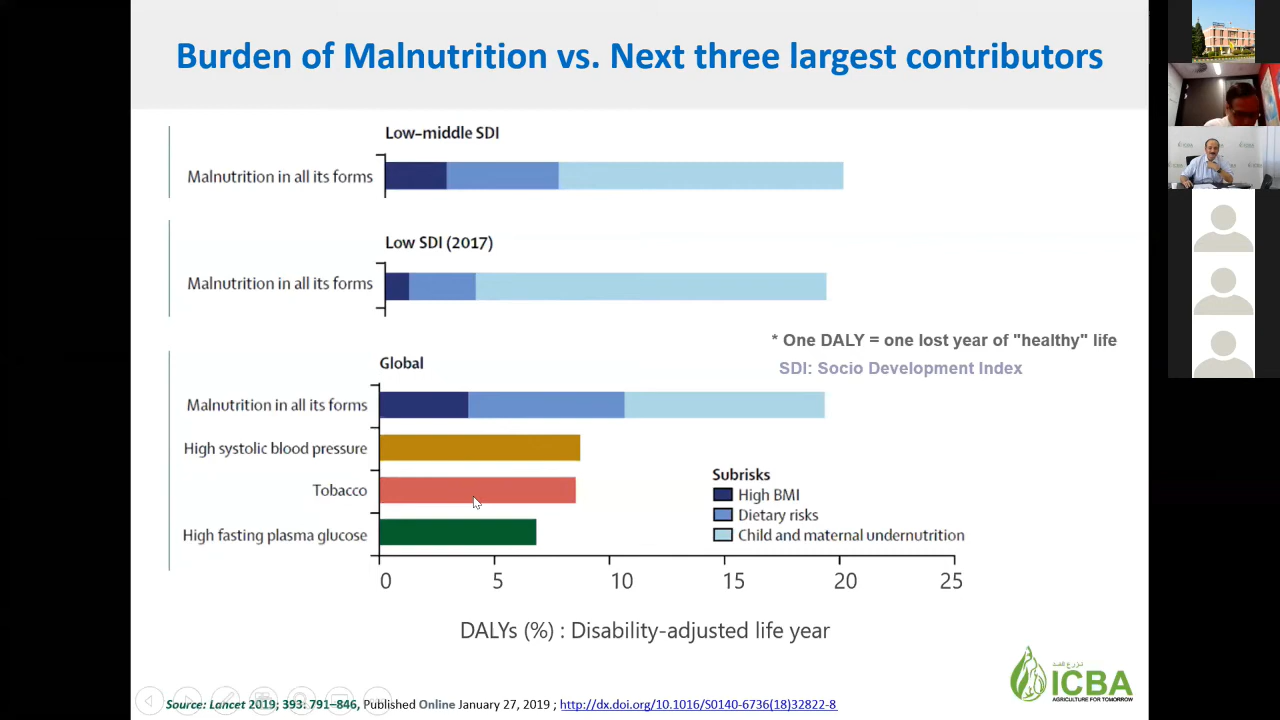 Burden of Malnutrition vs. Next three largest contributors
Low–middle SDI
Malnutrition in all its forms
Low SDI (2017)
Malnutrition in all its forms
* One DALY = one lost year of "healthy" life
SDI: Socio Development Index
Global
Malnutrition in all its forms
High systolic blood pressure
Tobacco
High fasting plasma glucose
Subrisks
High BMI
Dietary risks
Child and maternal undernutrition
0 5 10 15 20 25
DALYs (%) : Disability-adjusted life year
ICBA
AGRICULTURE FOR TOMORROW
Source: Lancet 2019; 393: 791–846, Published Online January 27, 2019 ; http://dx.doi.org/10.1016/S0140-6736(18)32822-8